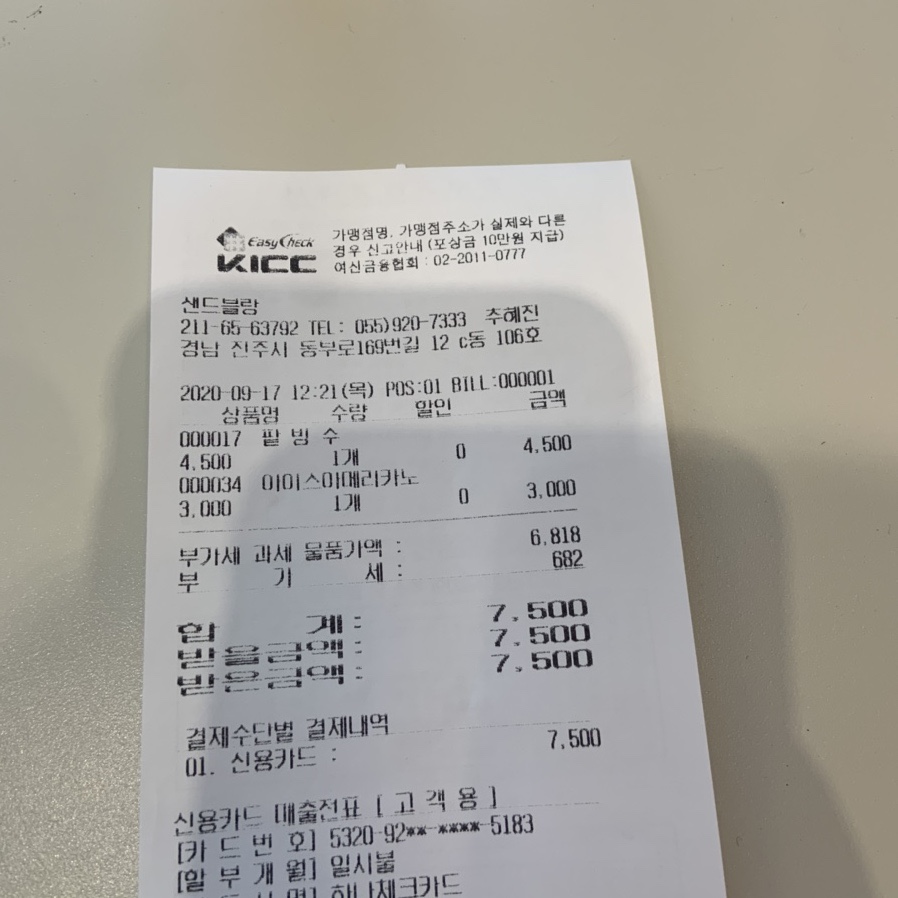 EASY CHECK
KICC
가맹점명, 가맹점주소가 실제와 다른
경우 신고안내 (포상금 10만원 지급)
여신금융협회 : 02-2011-0777
샌드블랑
211-65-63792 TEL: 055)920-7333 추혜진
경남 진주시 동부로169번길 12 c동 106호
2020-09-17 12:21(목) POS:01 BILL:000001
상품명 수량 할인 금액
000017 팥 빙 수
4,500 1개 0 4,500
000034 아이스아메리카노
3,000 1개 0 3,000
부가세 과세 물품가액 : 6,818
부 가 세 : 682
합 계 : 7,500
받을금액 : 7,500
받은금액 : 7,500
결제수단별 결제내역
01. 신용카드 : 7,500
신용카드 매출전표 [ 고 객 용 ]
[카 드 번 호] 5320-92**-****-5183
[할 부 개 월] 일시불
하나체크카드